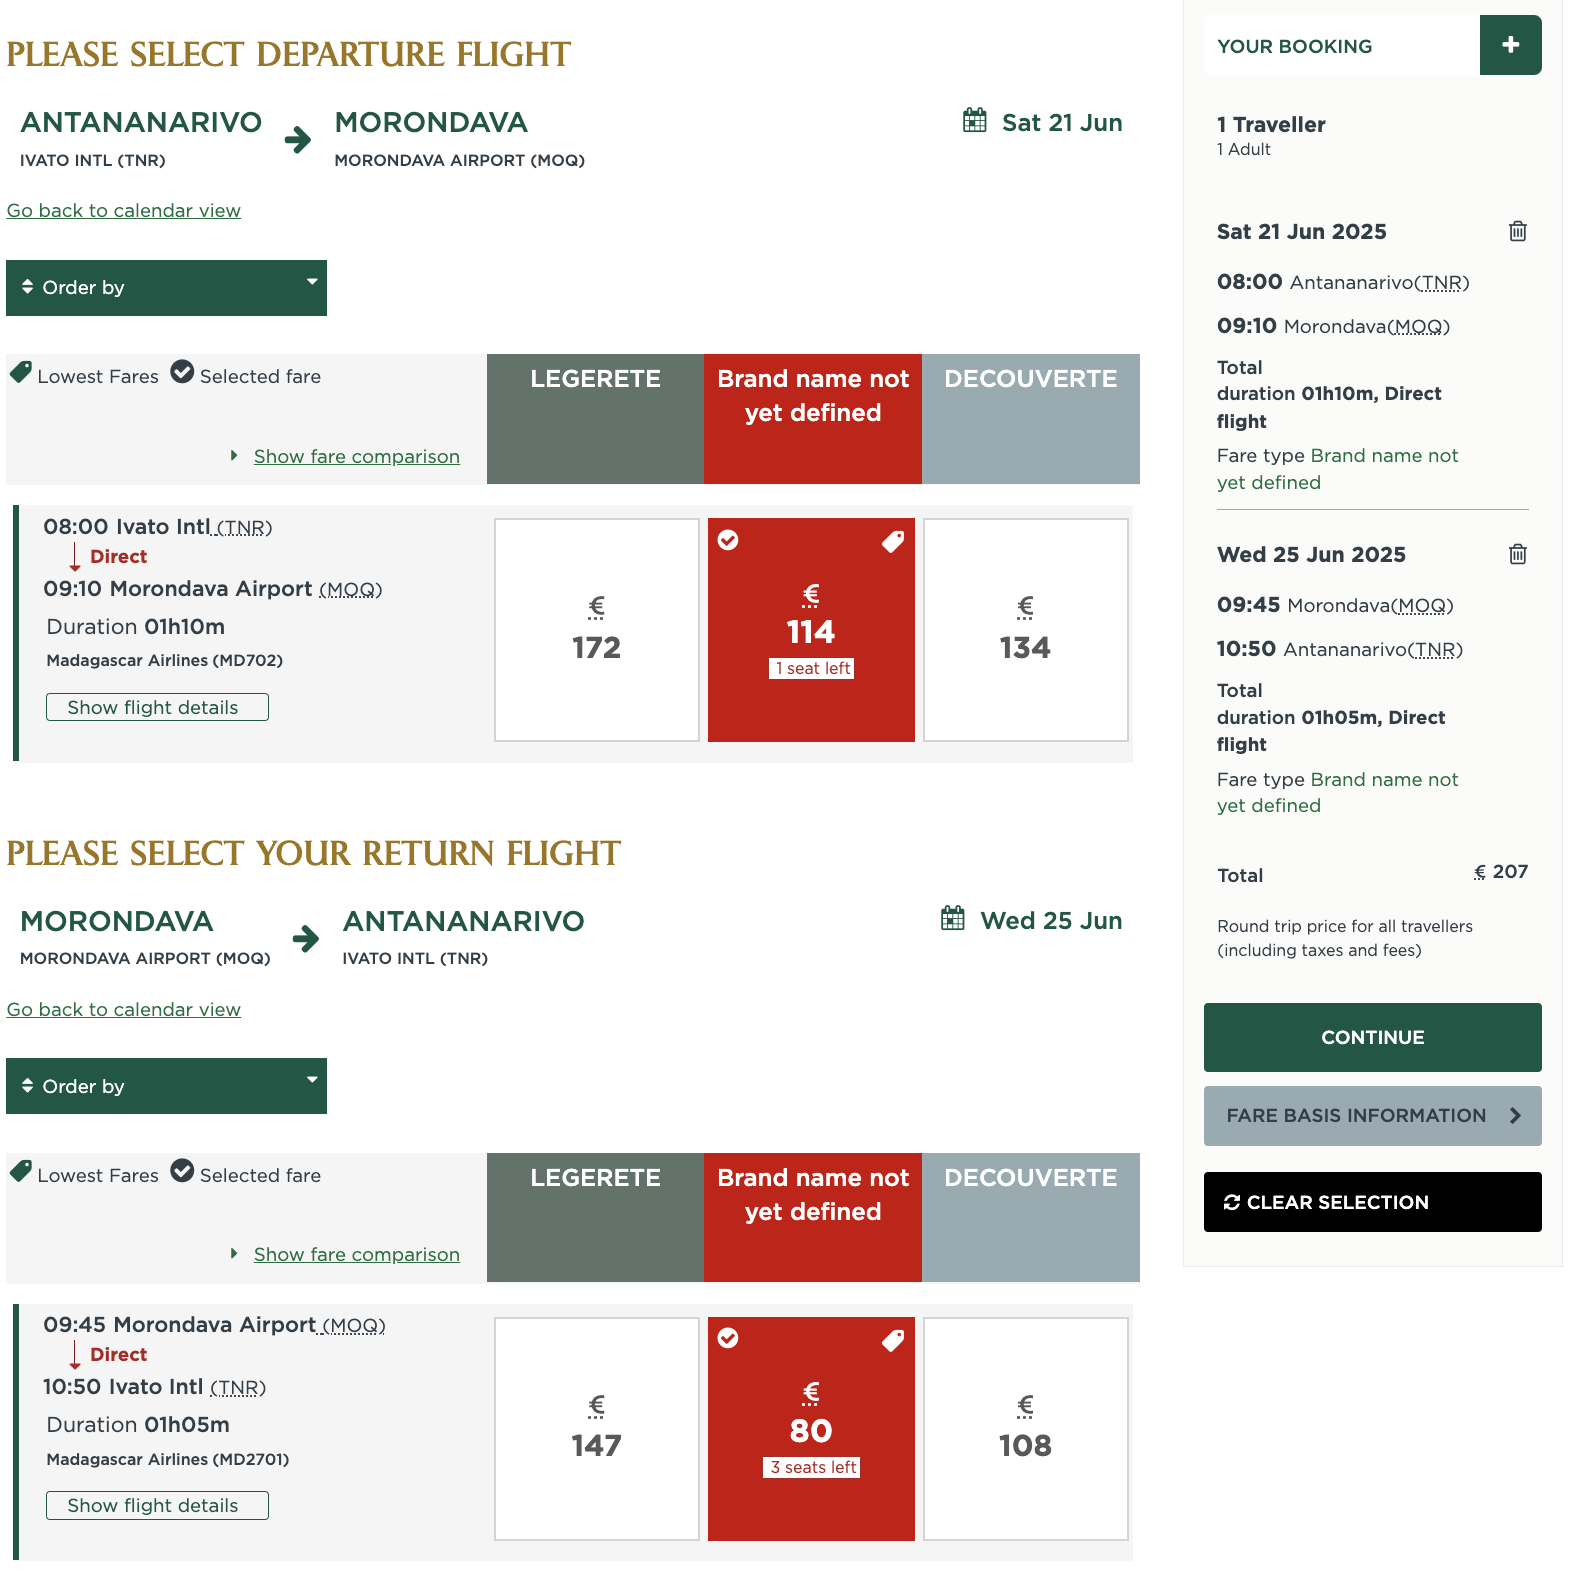 PLEASE SELECT DEPARTURE FLIGHT
ANTANANARIVO
IVATO INTL (TNR)
MORONDAVA
MORONDAVA AIRPORT (MOQ)
Sat 21 Jun
Go back to calendar view
Order by
Lowest Fares
Selected fare
Show fare comparison
LEGERETE
Brand name not
yet defined
DECOUVERTE
08:00 Ivato Intl (TNR)
Direct
09:10 Morondava Airport (MOQ)
Duration 01h10m
Madagascar Airlines (MD702)
Show flight details
€
172
€
114
1 seat left
€
134
PLEASE SELECT YOUR RETURN FLIGHT
MORONDAVA
MORONDAVA AIRPORT (MOQ)
ANTANANARIVO
IVATO INTL (TNR)
Wed 25 Jun
Go back to calendar view
Order by
Lowest Fares
Selected fare
Show fare comparison
LEGERETE
Brand name not
yet defined
DECOUVERTE
09:45 Morondava Airport (MOQ)
Direct
10:50 Ivato Intl (TNR)
Duration 01h05m
Madagascar Airlines (MD2701)
Show flight details
€
147
€
80
3 seats left
€
108
YOUR BOOKING
1 Traveller
1 Adult
Sat 21 Jun 2025
08:00 Antananarivo(TNR)
09:10 Morondava(MOQ)
Total
duration 01h10m, Direct
flight
Fare type Brand name not
yet defined
Wed 25 Jun 2025
09:45 Morondava(MOQ)
10:50 Antananarivo(TNR)
Total
duration 01h05m, Direct
flight
Fare type Brand name not
yet defined
Total € 207
Round trip price for all travellers
(including taxes and fees)
CONTINUE
FARE BASIS INFORMATION
CLEAR SELECTION